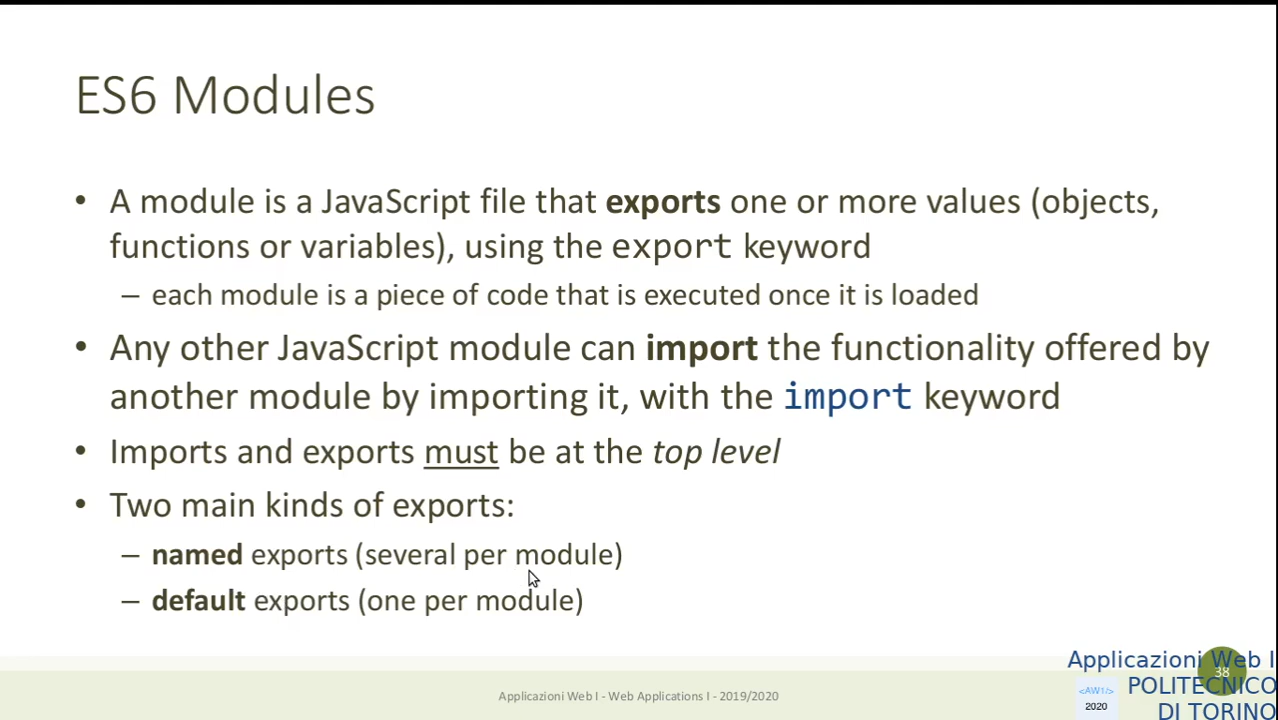 ES6 Modules
• A module is a JavaScript file that exports one or more values (objects,
functions or variables), using the export keyword
– each module is a piece of code that is executed once it is loaded
• Any other JavaScript module can import the functionality offered by
another module by importing it, with the import keyword
• Imports and exports must be at the top level
• Two main kinds of exports:
– named exports (several per module)
– default exports (one per module)
Applicazioni Web I - Web Applications I - 2019/2020
38
<AW1/>
2020
Applicazioni Web I
POLITECNICO
DI TORINO